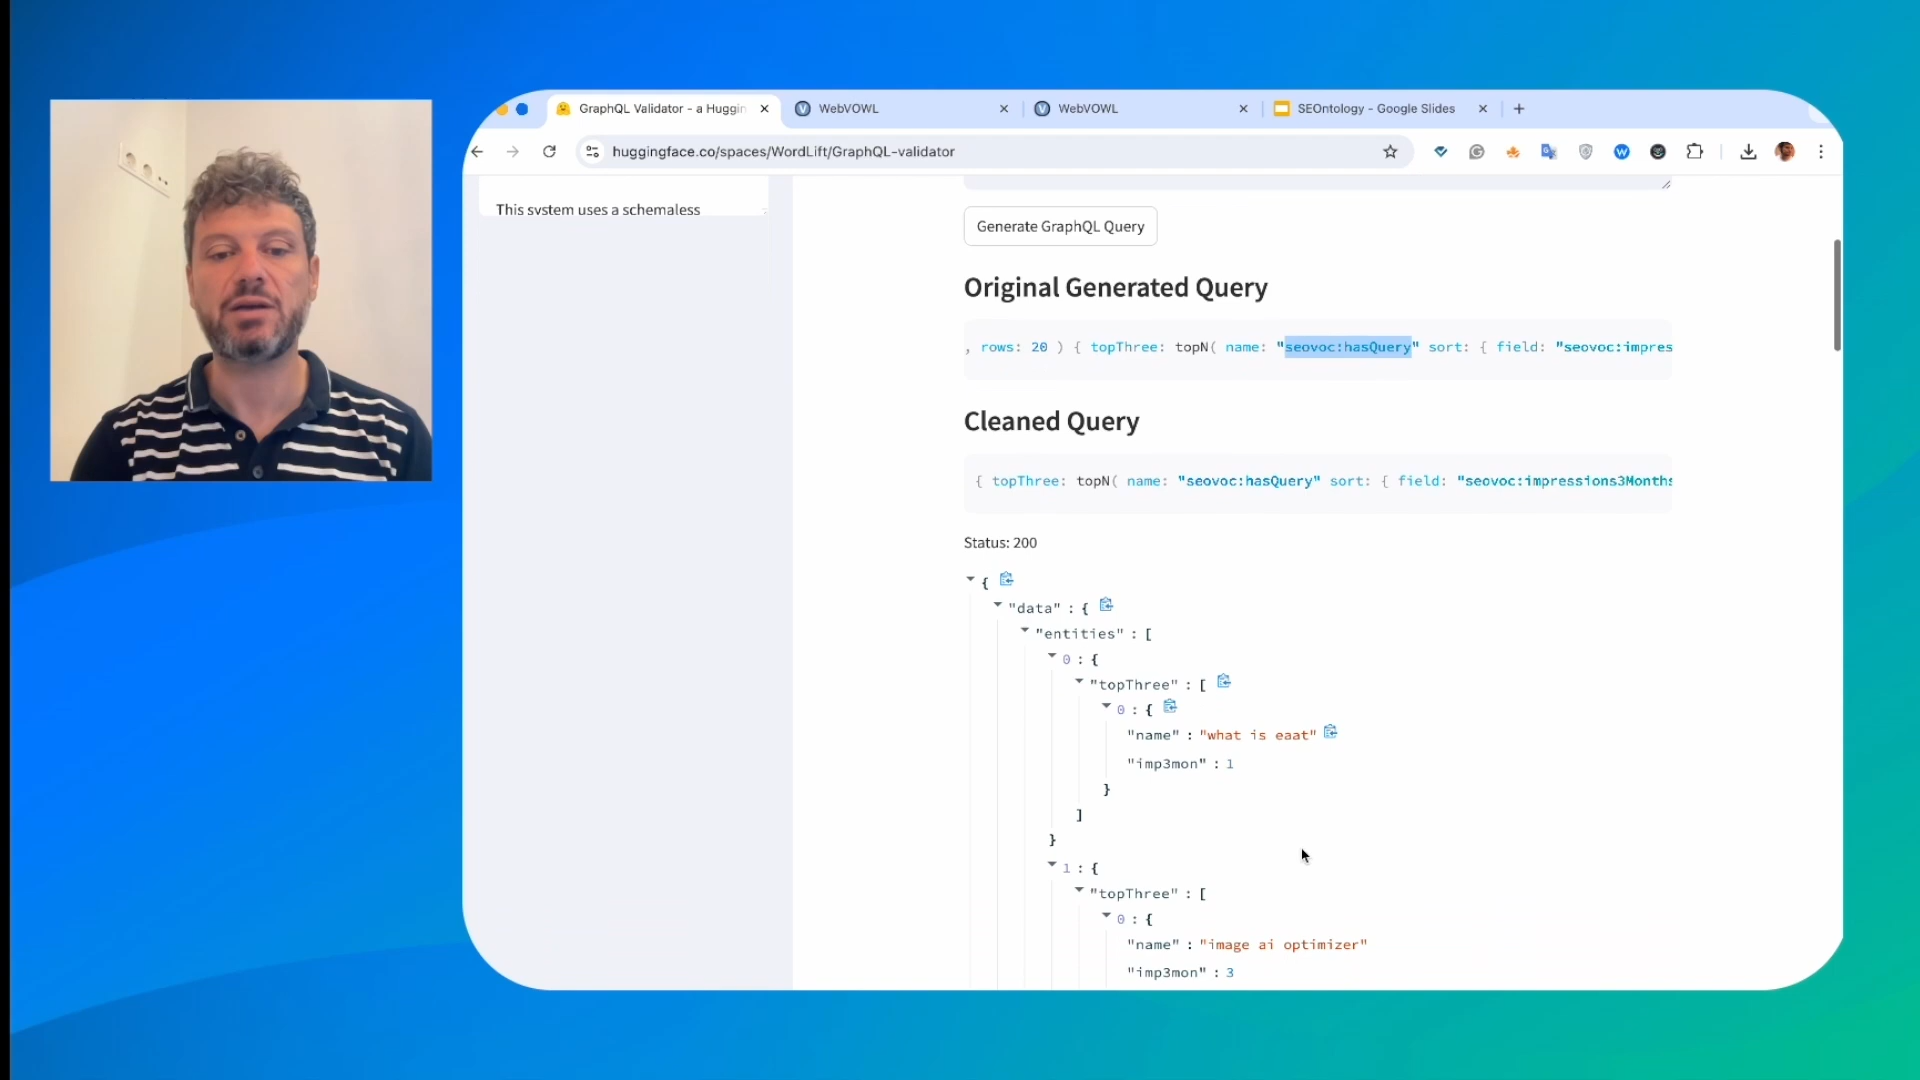 GraphQL Validator - a Huggin
WebVOWL
WebVOWL
SEOntology - Google Slides
huggingface.co/spaces/WordLift/GraphQL-validator
This system uses a schemaless
Generate GraphQL Query
Original Generated Query
, rows: 20 ) { topThree: topN( name: "seovoc:hasQuery" sort: { field: "seovoc:impres
Cleaned Query
{ topThree: topN( name: "seovoc:hasQuery" sort: { field: "seovoc:impressions3Months
Status: 200
{
"data" : {
"entities" : [
0 : {
"topThree" : [
0 : {
"name" : "what is eaat"
"imp3mon" : 1
}
]
}
1 : {
"topThree" : [
0 : {
"name" : "image ai optimizer"
"imp3mon" : 3